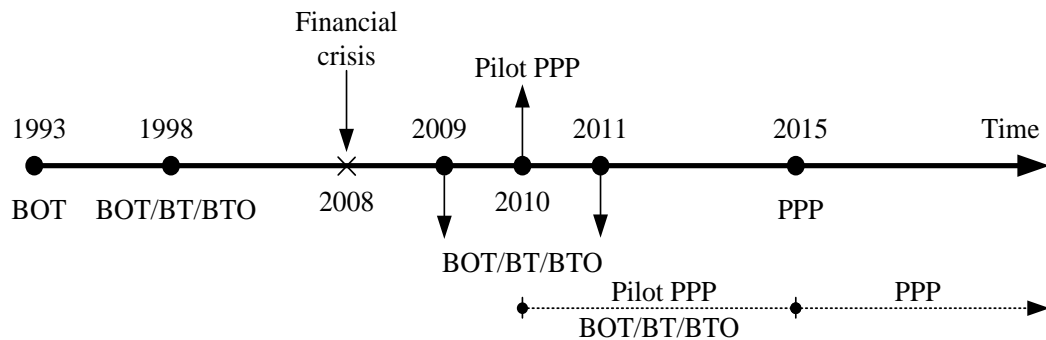 Financial
crisis
Pilot PPP
1993
1998
2009
2011
2015
Time
BOT
BOT/BT/BTO
2008
2010
PPP
BOT/BT/BTO
Pilot PPP
PPP
BOT/BT/BTO